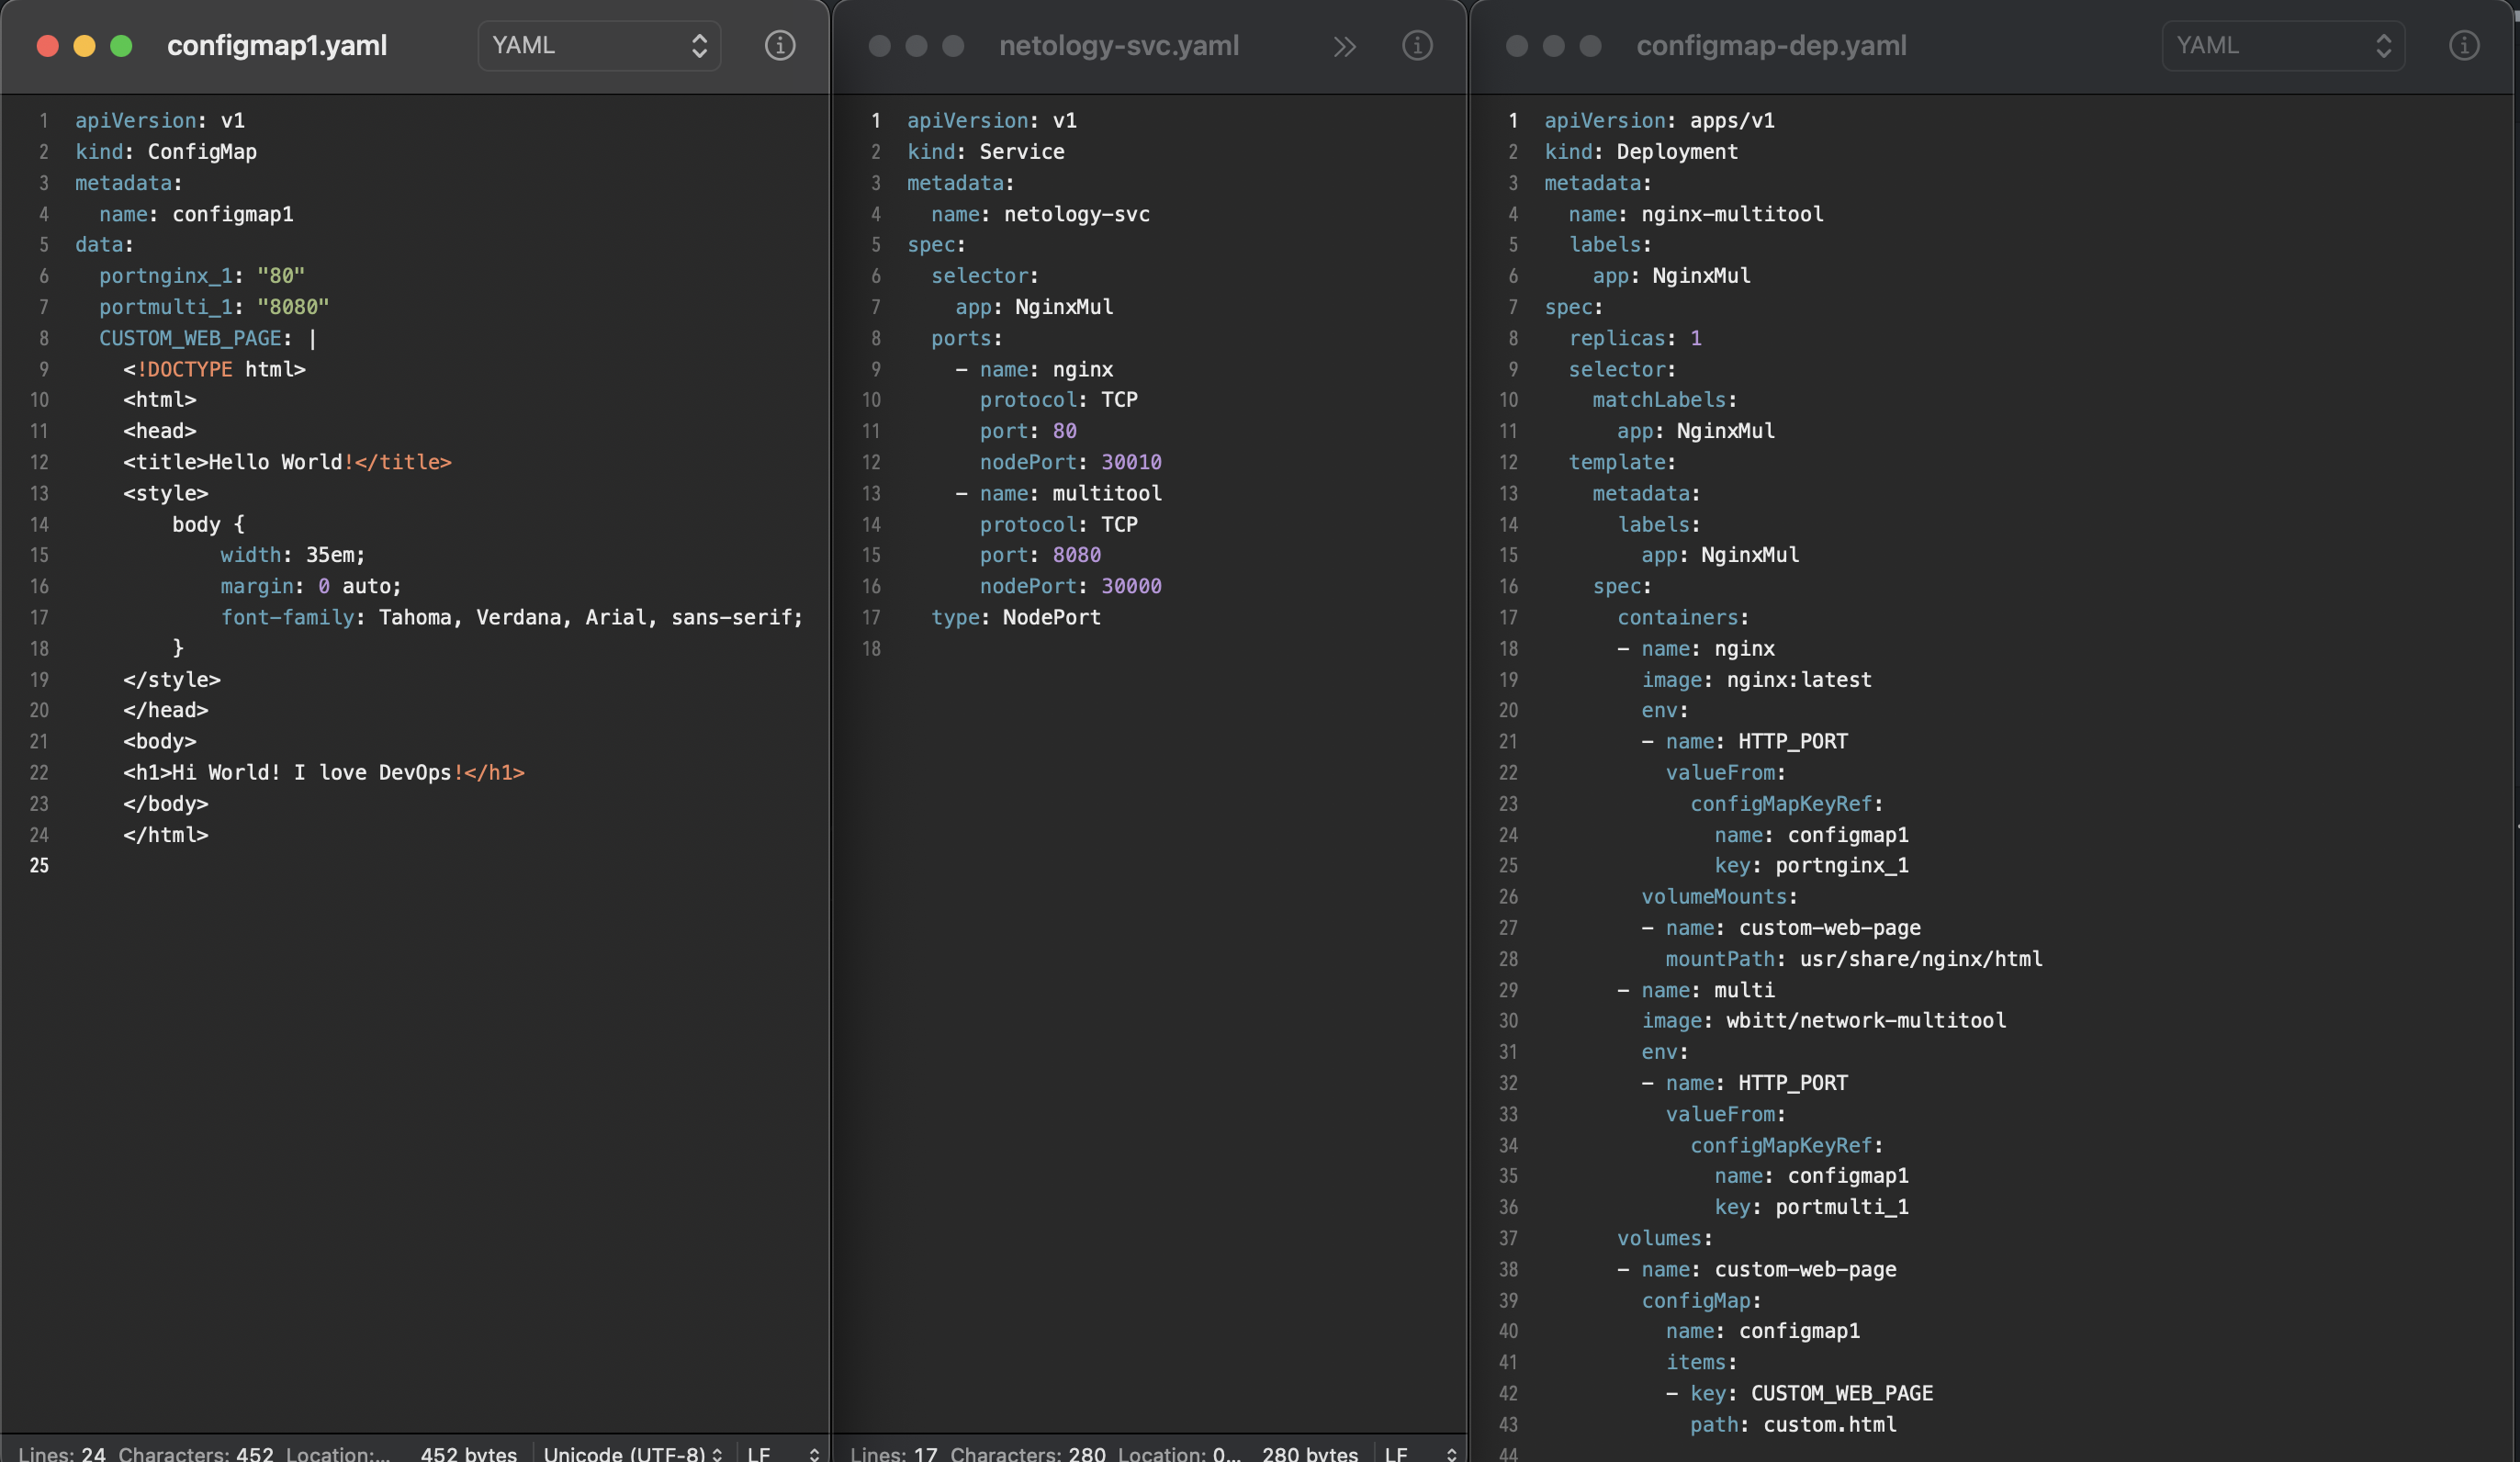 configmap1.yaml YAML
1 apiVersion: v1
2 kind: ConfigMap
3 metadata:
4   name: configmap1
5 data:
6   portnginx_1: "80"
7   portmulti_1: "8080"
8   CUSTOM_WEB_PAGE: |
9     <!DOCTYPE html>
10     <html>
11     <head>
12     <title>Hello World!</title>
13     <style>
14         body {
15             width: 35em;
16             margin: 0 auto;
17             font-family: Tahoma, Verdana, Arial, sans-serif;
18         }
19     </style>
20     </head>
21     <body>
22     <h1>Hi World! I love DevOps!</h1>
23     </body>
24     </html>
25
Lines: 24 Characters: 452 Location:... 452 bytes Unicode (UTF-8) LF
netology-svc.yaml
1 apiVersion: v1
2 kind: Service
3 metadata:
4   name: netology-svc
5 spec:
6   selector:
7     app: NginxMul
8   ports:
9     - name: nginx
10       protocol: TCP
11       port: 80
12       nodePort: 30010
13     - name: multitool
14       protocol: TCP
15       port: 8080
16       nodePort: 30000
17   type: NodePort
18
Lines: 17 Characters: 280 Location: 0... 280 bytes LF
configmap-dep.yaml YAML
1 apiVersion: apps/v1
2 kind: Deployment
3 metadata:
4   name: nginx-multitool
5   labels:
6     app: NginxMul
7 spec:
8   replicas: 1
9   selector:
10     matchLabels:
11       app: NginxMul
12   template:
13     metadata:
14       labels:
15         app: NginxMul
16     spec:
17       containers:
18       - name: nginx
19         image: nginx:latest
20         env:
21         - name: HTTP_PORT
22           valueFrom:
23             configMapKeyRef:
24               name: configmap1
25               key: portnginx_1
26         volumeMounts:
27         - name: custom-web-page
28           mountPath: usr/share/nginx/html
29       - name: multi
30         image: wbitt/network-multitool
31         env:
32         - name: HTTP_PORT
33           valueFrom:
34             configMapKeyRef:
35               name: configmap1
36               key: portmulti_1
37       volumes:
38       - name: custom-web-page
39         configMap:
40           name: configmap1
41           items:
42           - key: CUSTOM_WEB_PAGE
43             path: custom.html
44